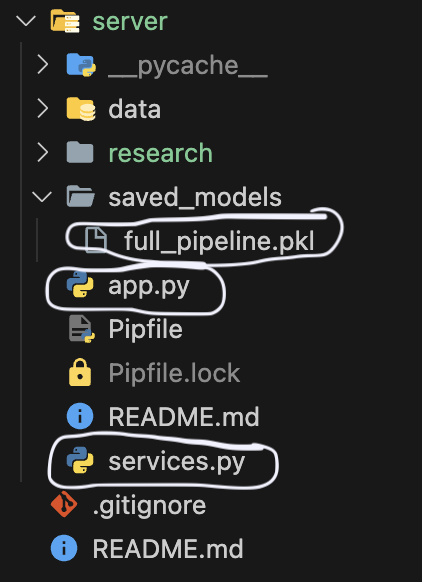 server
__pycache__
data
research
saved_models
full_pipeline.pkl
app.py
Pipfile
Pipfile.lock
README.md
services.py
.gitignore
README.md